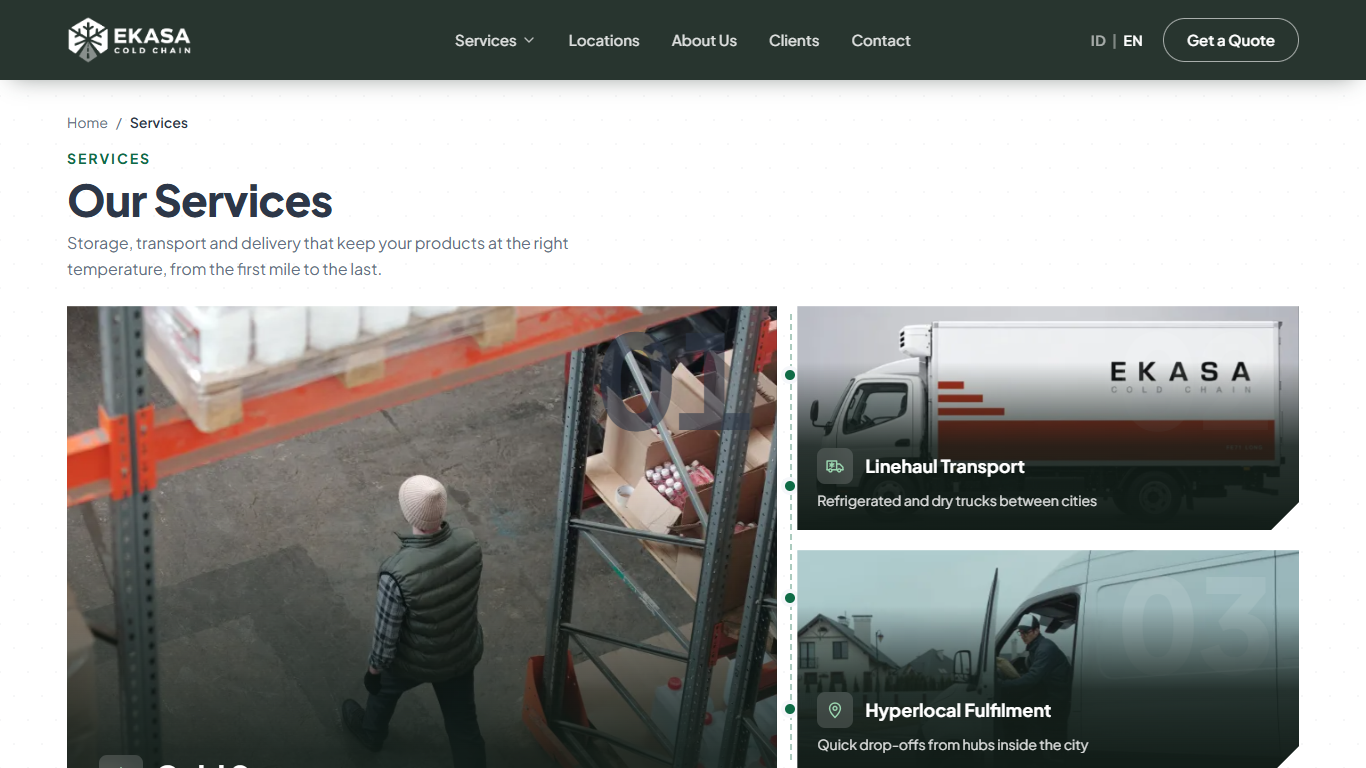 EKASA
COLD CHAIN
Services
Locations
About Us
Clients
Contact
ID | EN
Get a Quote
Home / Services
SERVICES
Our Services
Storage, transport and delivery that keep your products at the right
temperature, from the first mile to the last.
01
EKASA
COLD CHAIN
Linehaul Transport
Refrigerated and dry trucks between cities
03
Hyperlocal Fulfilment
Quick drop-offs from hubs inside the city